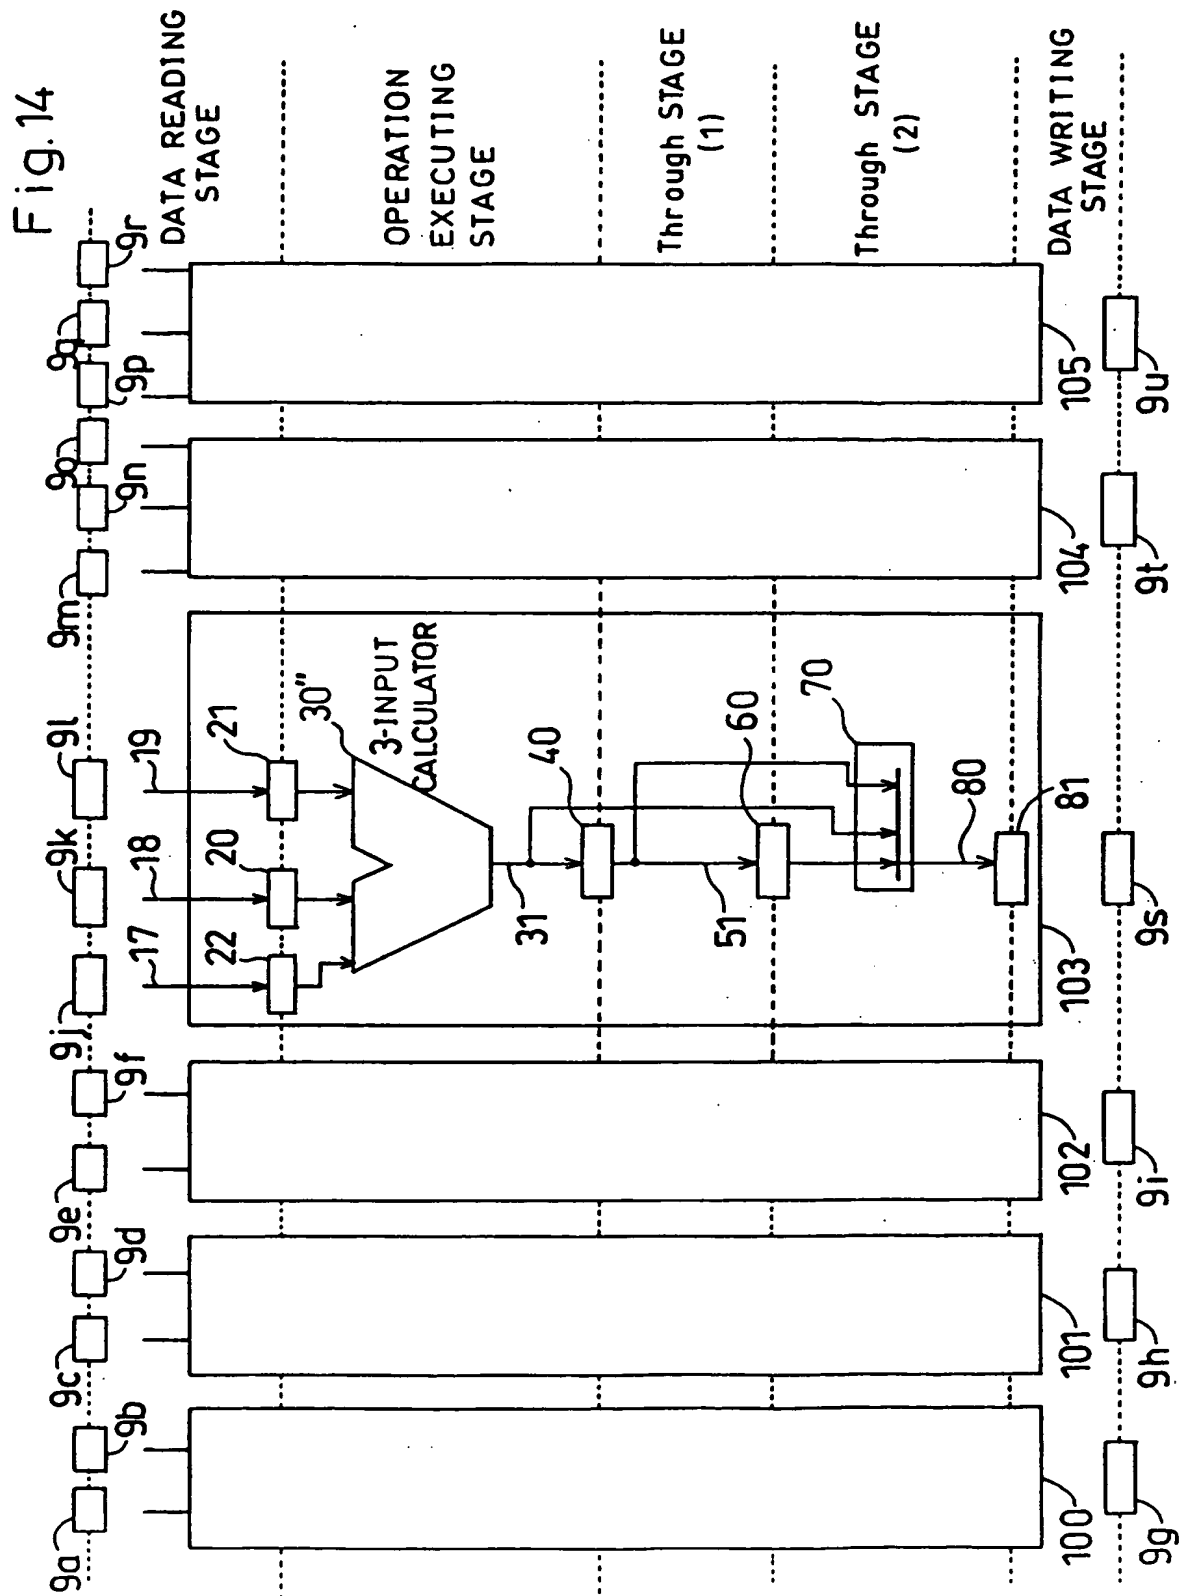 Fig. 14
9a
9b
9c
9d
9e
9f
9j
9k
9l
9m
9n
9o
9p
9q
9r
DATA READING
STAGE
17
18
19
22
20
21
30"
3-INPUT
CALCULATOR
OPERATION
EXECUTING
STAGE
31
40
Through STAGE
(1)
51
60
70
Through STAGE
(2)
80
81
DATA WRITING
STAGE
100
101
102
103
104
105
9g
9h
9i
9s
9t
9u